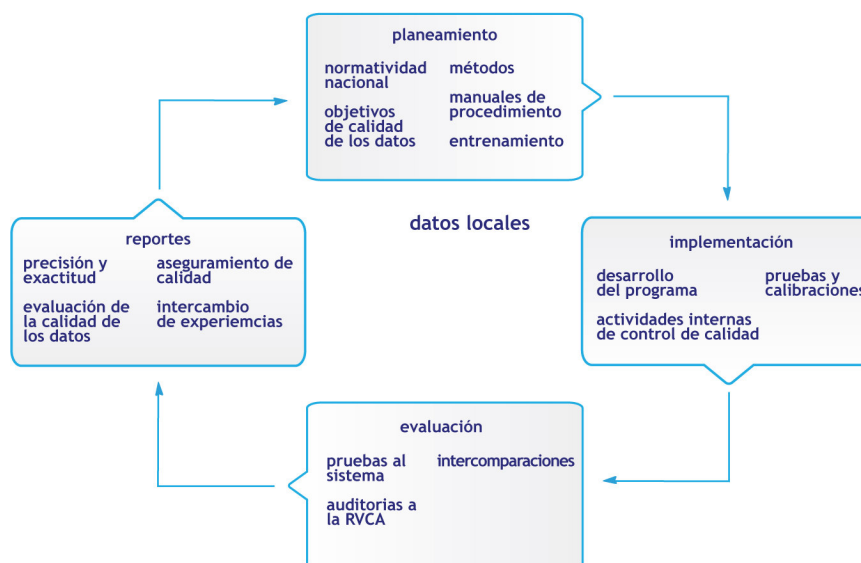 planeamiento
normatividad
nacional
objetivos
de calidad
de los datos
métodos
manuales de
procedimiento
entrenamiento
datos locales
reportes
precisión y
exactitud
evaluación de
la calidad de
los datos
aseguramiento de
calidad
intercambio
de experiemcias
implementación
desarrollo
del programa
actividades internas
de control de calidad
pruebas y
calibraciones
evaluación
pruebas al
sistema
auditorias a
la RVCA
intercomparaciones